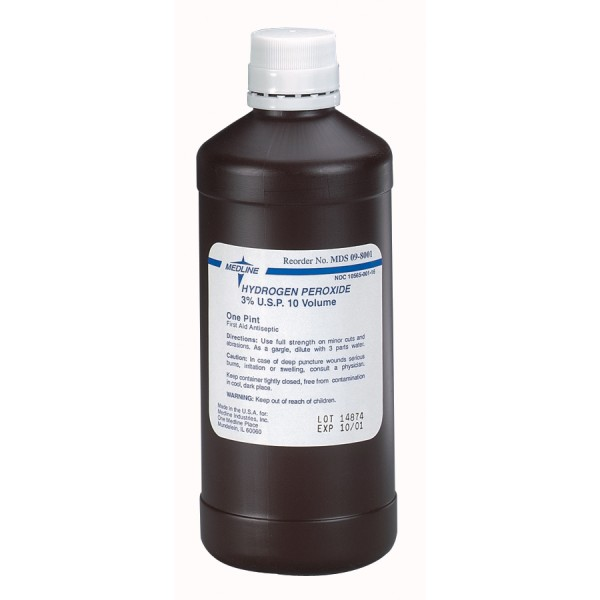 Reorder No. MDS 09-8001
MEDLINE
NDC 10565-001-16
HYDROGEN PEROXIDE
3% U.S.P. 10 Volume
One Pint
First Aid Antiseptic
Directions: Use full strength on minor cuts and
abrasions. As a gargle, dilute with 3 parts water.
Caution: In case of deep puncture wounds serious
burns, irritation or swelling, consult a physician.
Keep container tightly closed, free from contamination
in cool, dark place.
WARNING: Keep out of reach of children.
Made in the U.S.A. for:
Medline Industries, Inc.
One Medline Place
Mundelein, IL 60060
LOT 14874
EXP 10/01